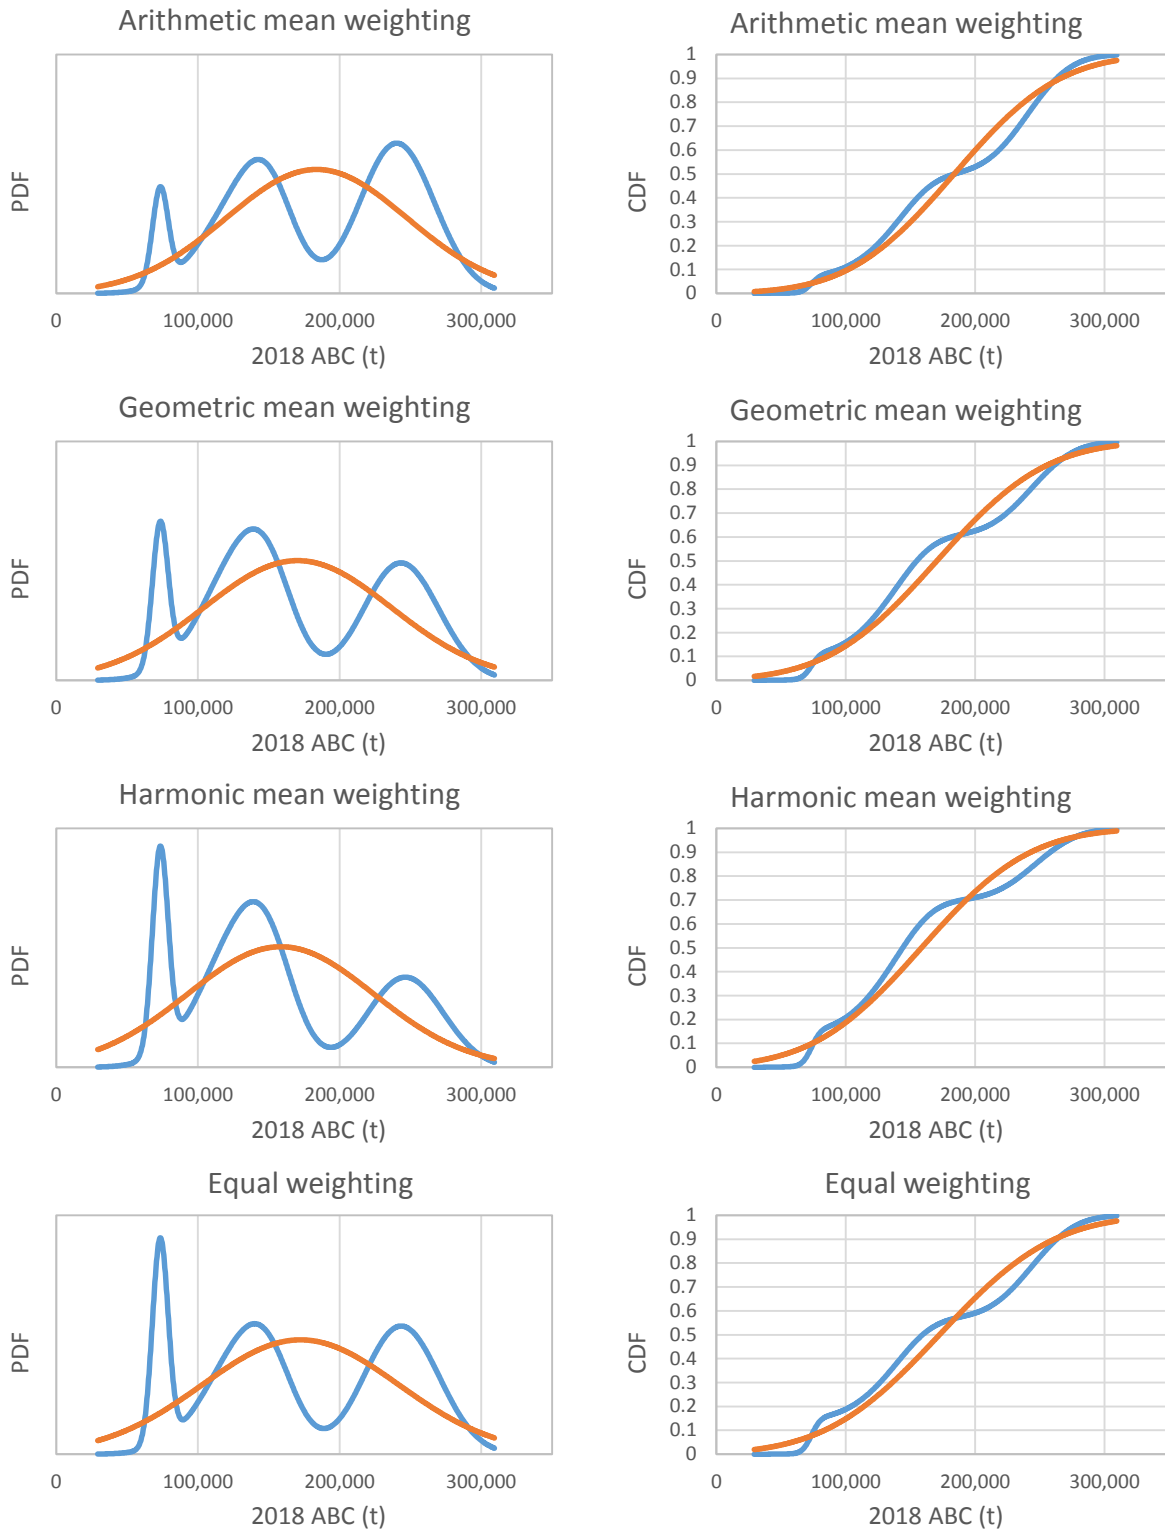 Arithmetic mean weighting
PDF
0 100,000 200,000 300,000
2018 ABC (t)
Arithmetic mean weighting
1
0.9
0.8
0.7
0.6
0.5
0.4
0.3
0.2
0.1
0
CDF
0 100,000 200,000 300,000
2018 ABC (t)
Geometric mean weighting
PDF
0 100,000 200,000 300,000
2018 ABC (t)
Geometric mean weighting
1
0.9
0.8
0.7
0.6
0.5
0.4
0.3
0.2
0.1
0
CDF
0 100,000 200,000 300,000
2018 ABC (t)
Harmonic mean weighting
PDF
0 100,000 200,000 300,000
2018 ABC (t)
Harmonic mean weighting
1
0.9
0.8
0.7
0.6
0.5
0.4
0.3
0.2
0.1
0
CDF
0 100,000 200,000 300,000
2018 ABC (t)
Equal weighting
PDF
0 100,000 200,000 300,000
2018 ABC (t)
Equal weighting
1
0.9
0.8
0.7
0.6
0.5
0.4
0.3
0.2
0.1
0
CDF
0 100,000 200,000 300,000
2018 ABC (t)